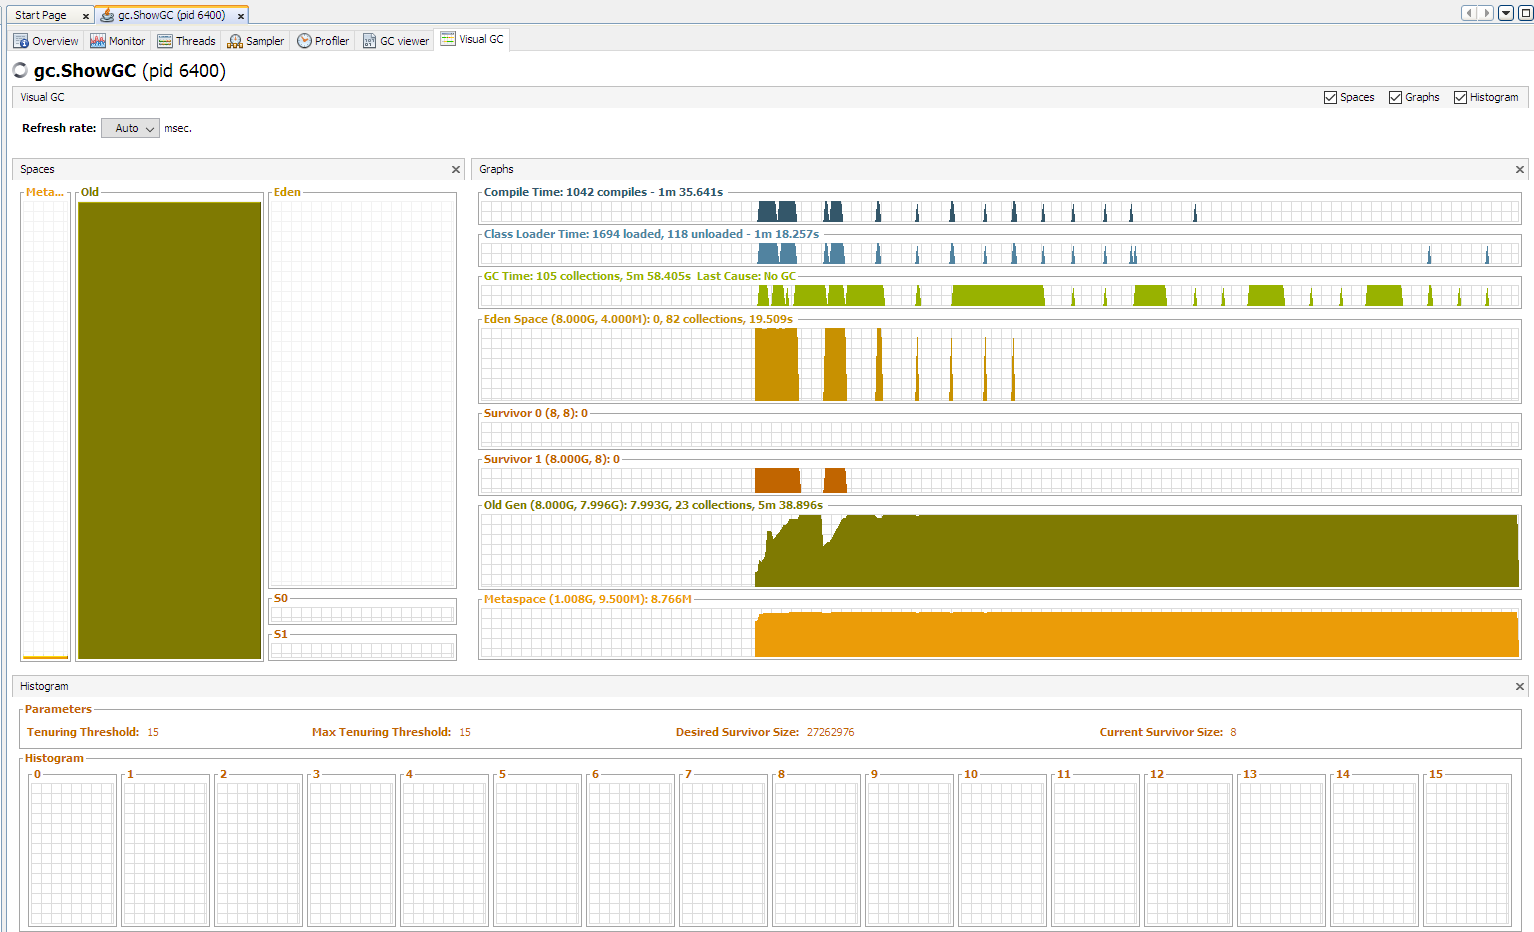 Start Page
gc.ShowGC (pid 6400)
Overview Monitor Threads Sampler Profiler GC viewer Visual GC
gc.ShowGC (pid 6400)
Visual GC Spaces Graphs Histogram
Refresh rate: Auto msec.
Spaces
Meta... Old Eden
S0
S1
Graphs
Compile Time: 1042 compiles - 1m 35.641s
Class Loader Time: 1694 loaded, 118 unloaded - 1m 18.257s
GC Time: 105 collections, 5m 58.405s Last Cause: No GC
Eden Space (8.000G, 4.000M): 0, 82 collections, 19.509s
Survivor 0 (8, 8): 0
Survivor 1 (8.000G, 8): 0
Old Gen (8.000G, 7.996G): 7.993G, 23 collections, 5m 38.896s
Metaspace (1.008G, 9.500M): 8.766M
Histogram
Parameters
Tenuring Threshold: 15 Max Tenuring Threshold: 15 Desired Survivor Size: 27262976 Current Survivor Size: 8
Histogram
0 1 2 3 4 5 6 7 8 9 10 11 12 13 14 15